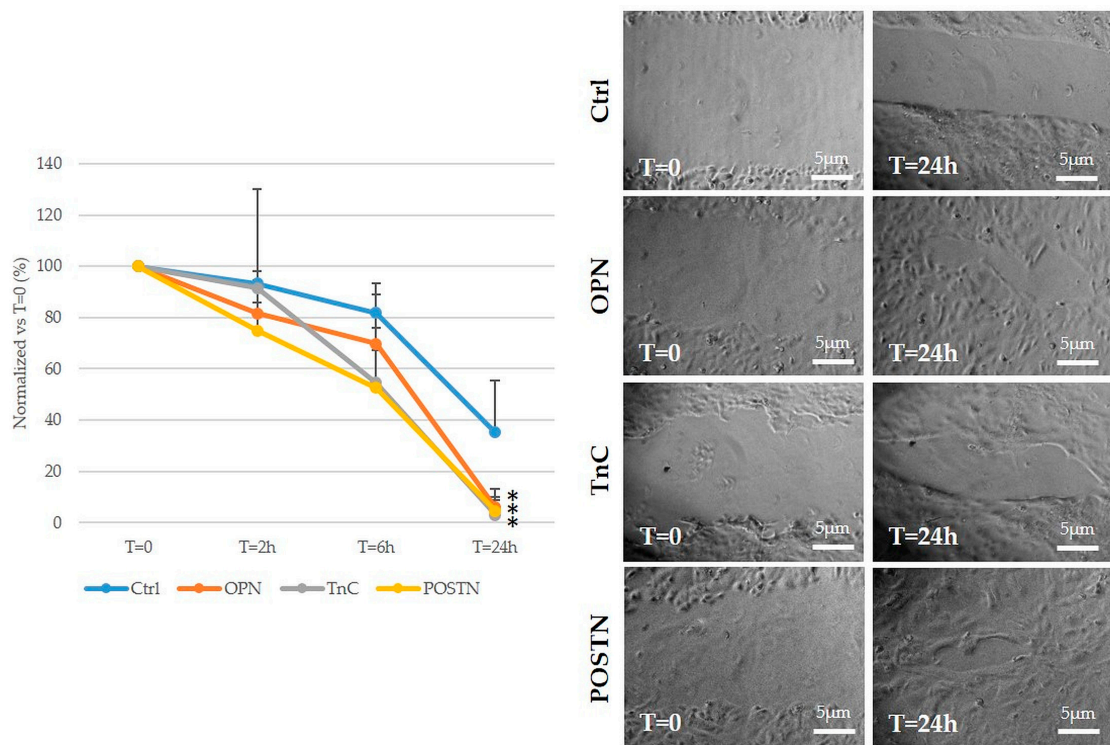 140
120
100
80
60
40
20
0
Normalized vs T=0 (%)
T=0 T=2h T=6h T=24h
* * *
Ctrl OPN TnC POSTN
Ctrl
T=0 5µm
T=24h 5µm
OPN
T=0 5µm
T=24h 5µm
TnC
T=0 5µm
T=24h 5µm
POSTN
T=0 5µm
T=24h 5µm